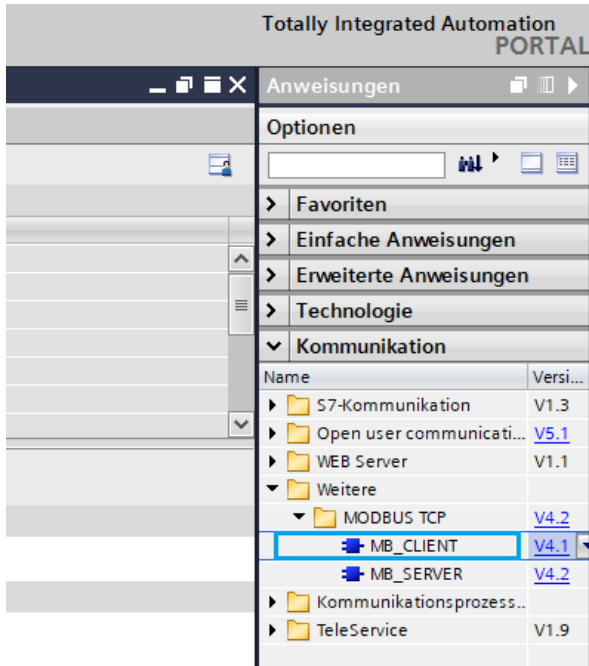 Totally Integrated Automation
PORTAL
Anweisungen
Optionen
Favoriten
Einfache Anweisungen
Erweiterte Anweisungen
Technologie
Kommunikation
Name Versi...
S7-Kommunikation V1.3
Open user communicati... V5.1
WEB Server V1.1
Weitere
MODBUS TCP V4.2
MB_CLIENT V4.1
MB_SERVER V4.2
Kommunikationsprozess..
TeleService V1.9